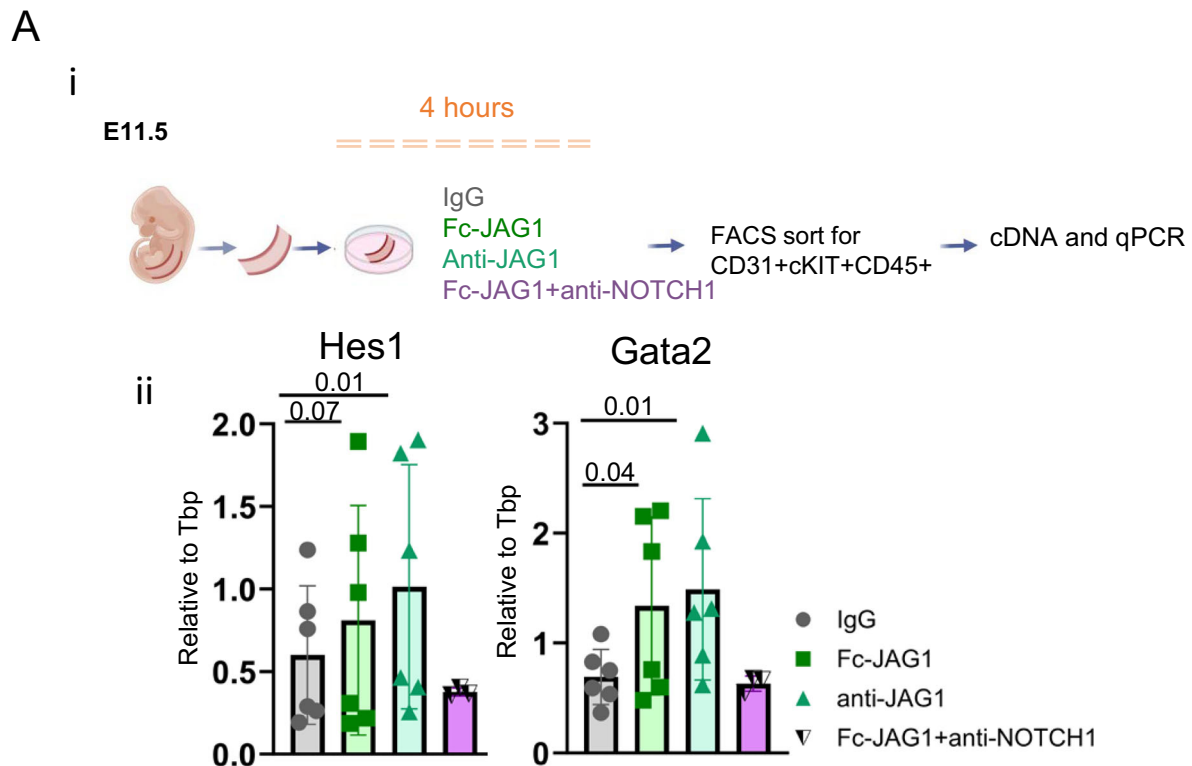 A
i
E11.5
4 hours
IgG
Fc-JAG1
Anti-JAG1
Fc-JAG1+anti-NOTCH1
FACS sort for
CD31+cKIT+CD45+
cDNA and qPCR
ii
Hes1
0.01
0.07
2.0
1.5
1.0
0.5
0.0
Relative to Tbp
Gata2
0.01
0.04
3
2
1
0
Relative to Tbp
IgG
Fc-JAG1
anti-JAG1
Fc-JAG1+anti-NOTCH1